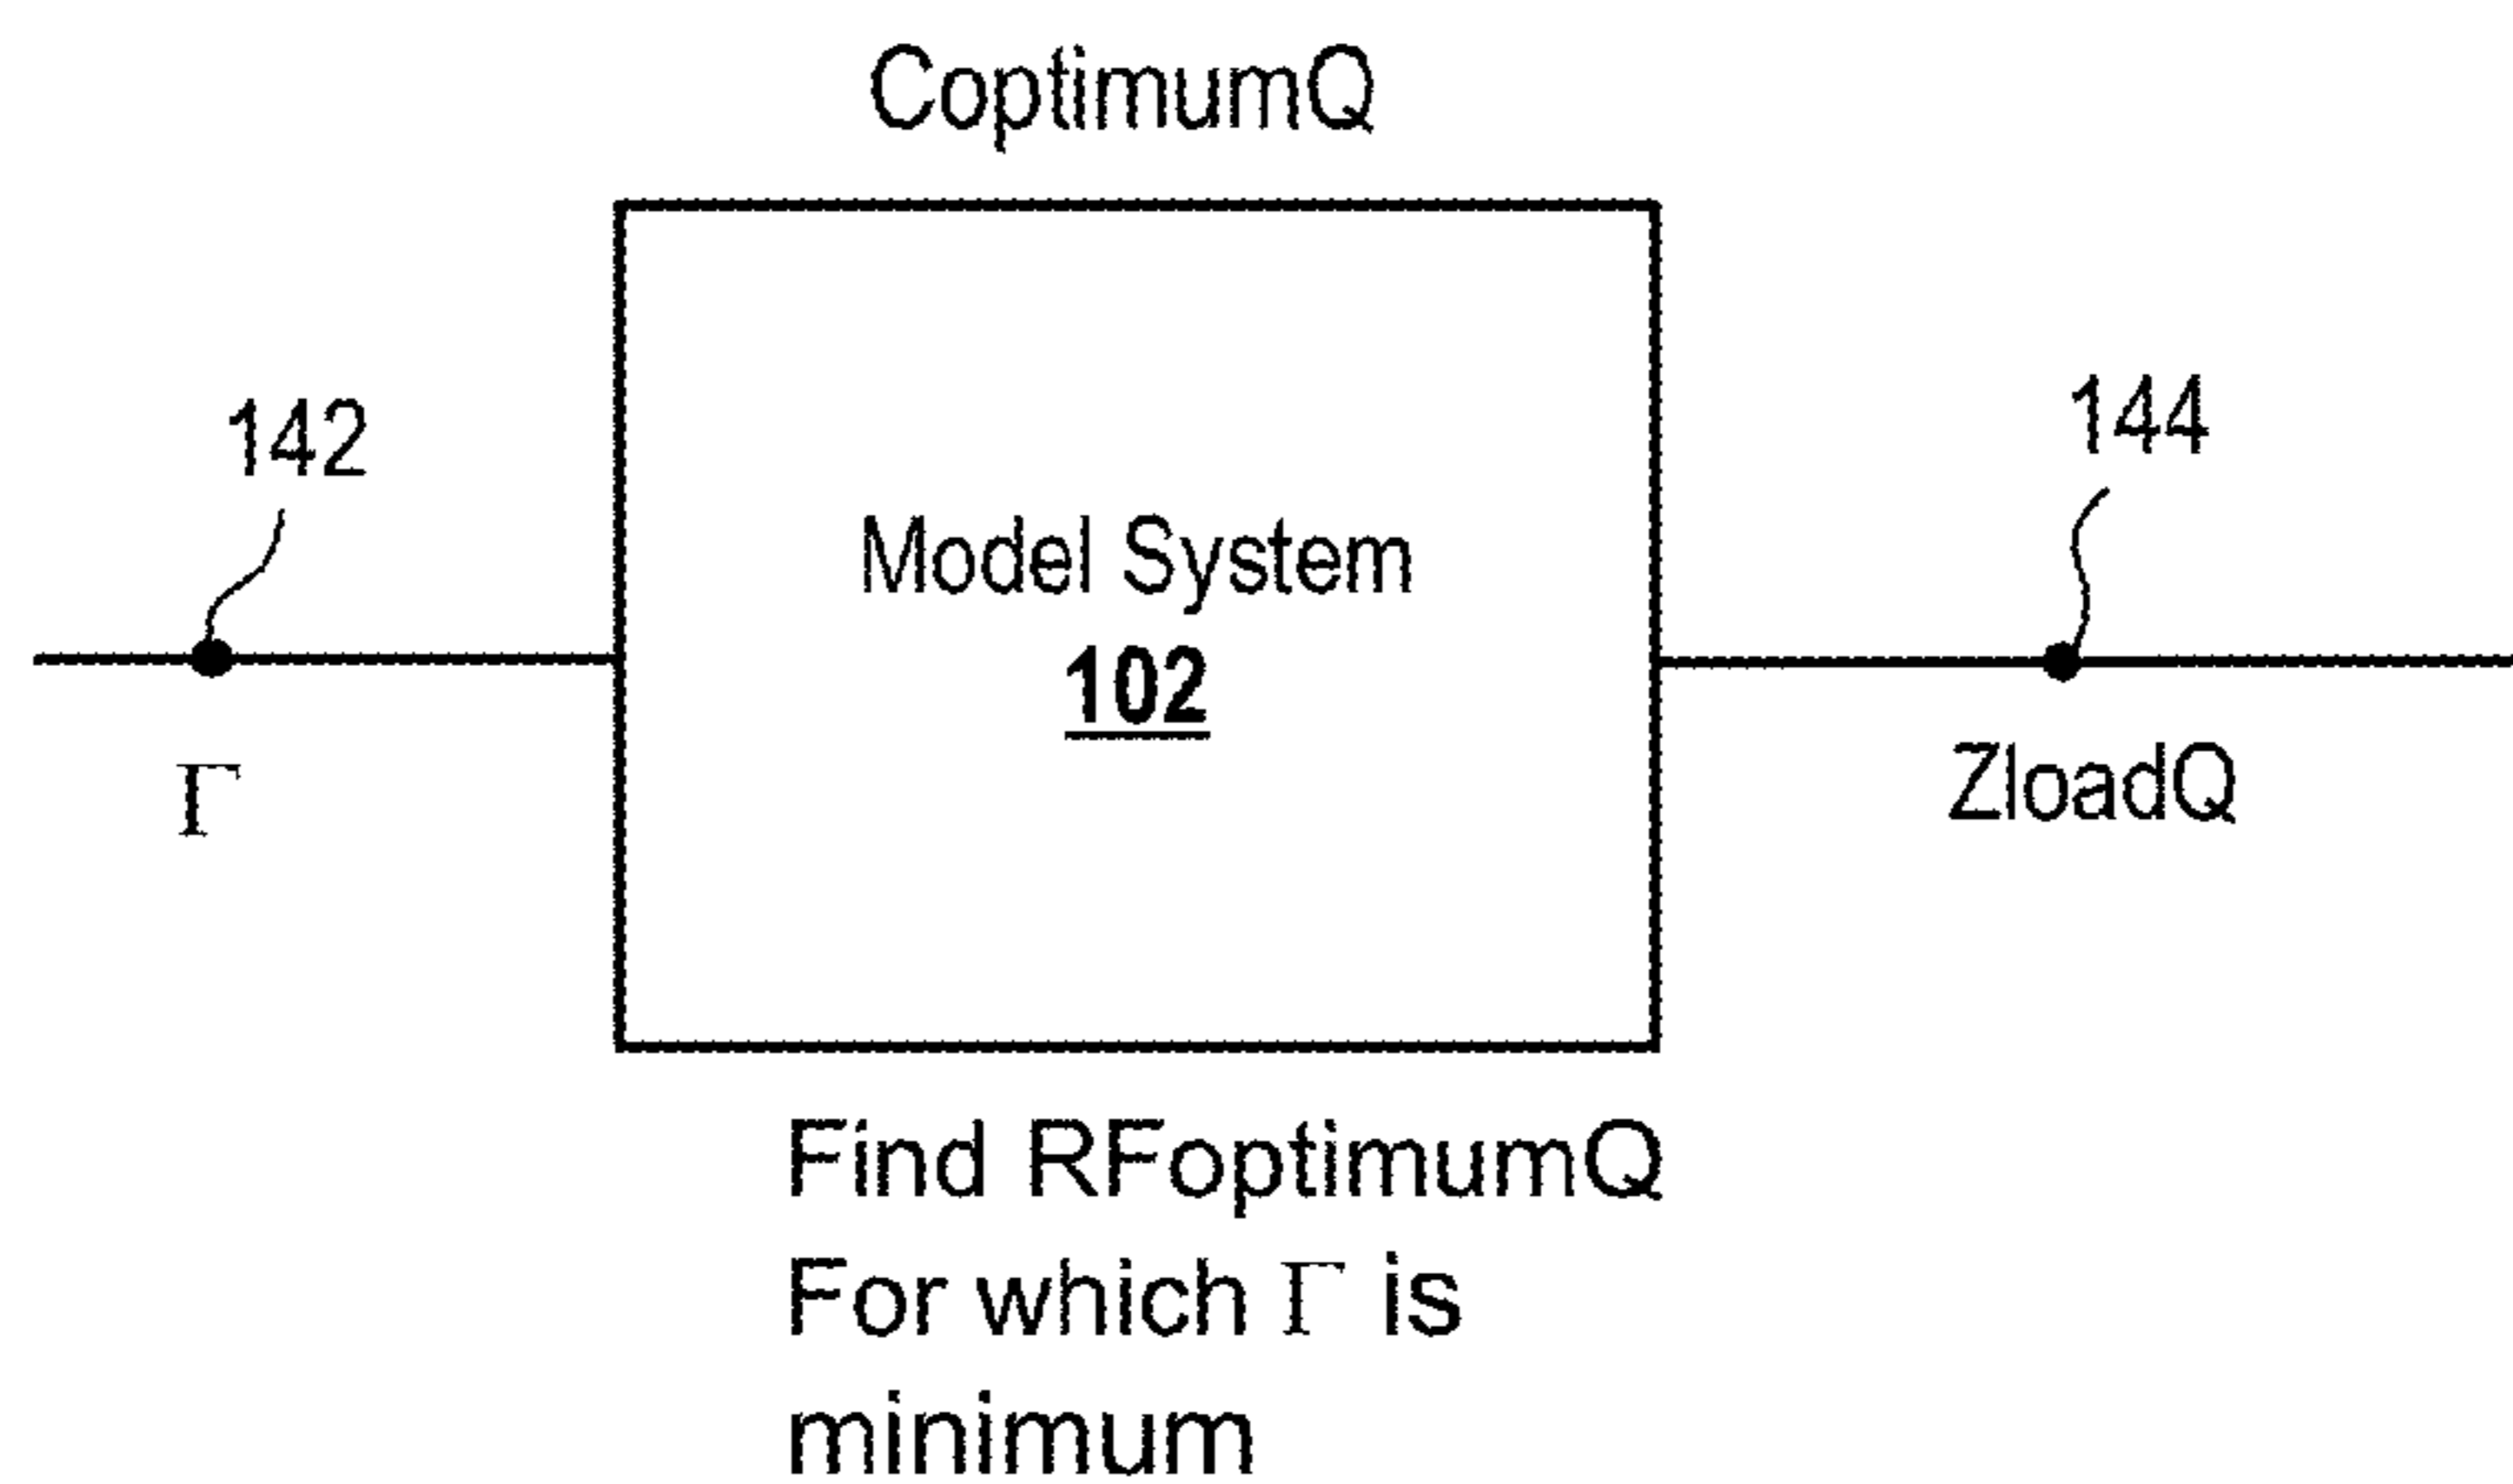 CoptimumQ
142
144
Model System
102
Γ
ZloadQ
Find RFoptimumQ
For which Γ is
minimum